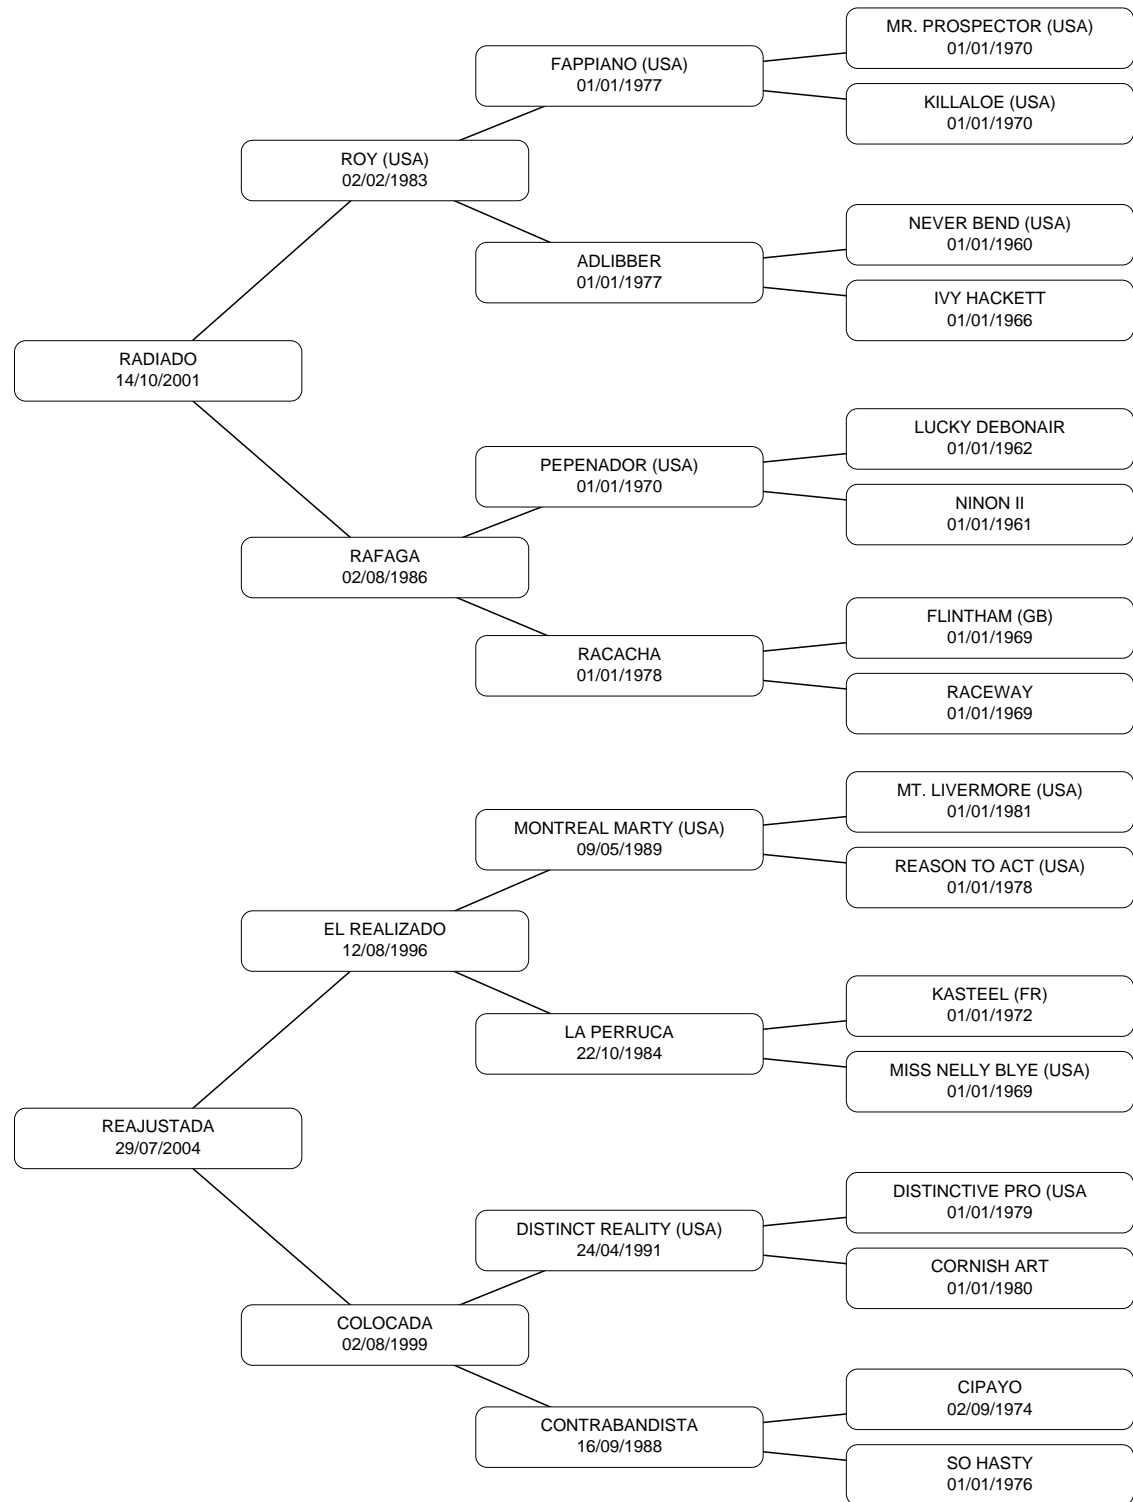 MR. PROSPECTOR (USA)
01/01/1970
FAPPIANO (USA)
01/01/1977
KILLALOE (USA)
01/01/1970
ROY (USA)
02/02/1983
NEVER BEND (USA)
01/01/1960
ADLIBBER
01/01/1977
IVY HACKETT
01/01/1966
RADIADO
14/10/2001
LUCKY DEBONAIR
01/01/1962
PEPENADOR (USA)
01/01/1970
NINON II
01/01/1961
RAFAGA
02/08/1986
FLINTHAM (GB)
01/01/1969
RACACHA
01/01/1978
RACEWAY
01/01/1969
MT. LIVERMORE (USA)
01/01/1981
MONTREAL MARTY (USA)
09/05/1989
REASON TO ACT (USA)
01/01/1978
EL REALIZADO
12/08/1996
KASTEEL (FR)
01/01/1972
LA PERRUCA
22/10/1984
MISS NELLY BLYE (USA)
01/01/1969
REAJUSTADA
29/07/2004
DISTINCTIVE PRO (USA
01/01/1979
DISTINCT REALITY (USA)
24/04/1991
CORNISH ART
01/01/1980
COLOCADA
02/08/1999
CIPAYO
02/09/1974
CONTRABANDISTA
16/09/1988
SO HASTY
01/01/1976